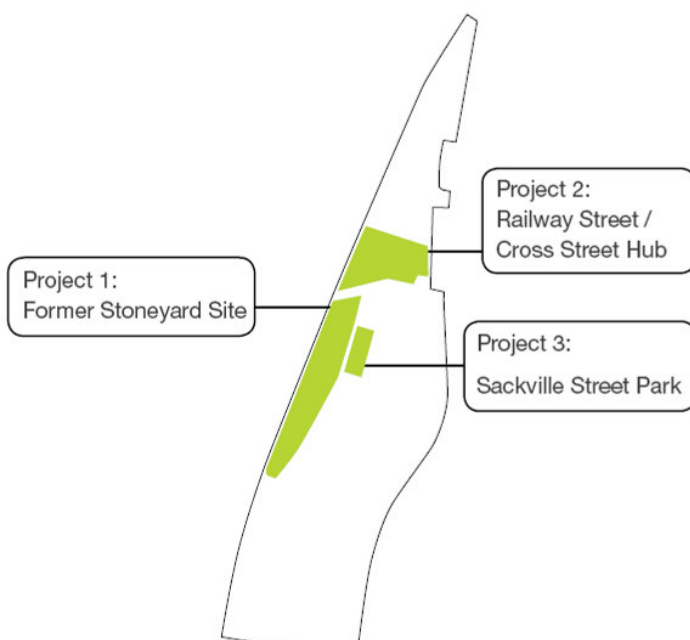 Project 2:
Railway Street /
Cross Street Hub
Project 1:
Former Stoneyard Site
Project 3:
Sackville Street Park